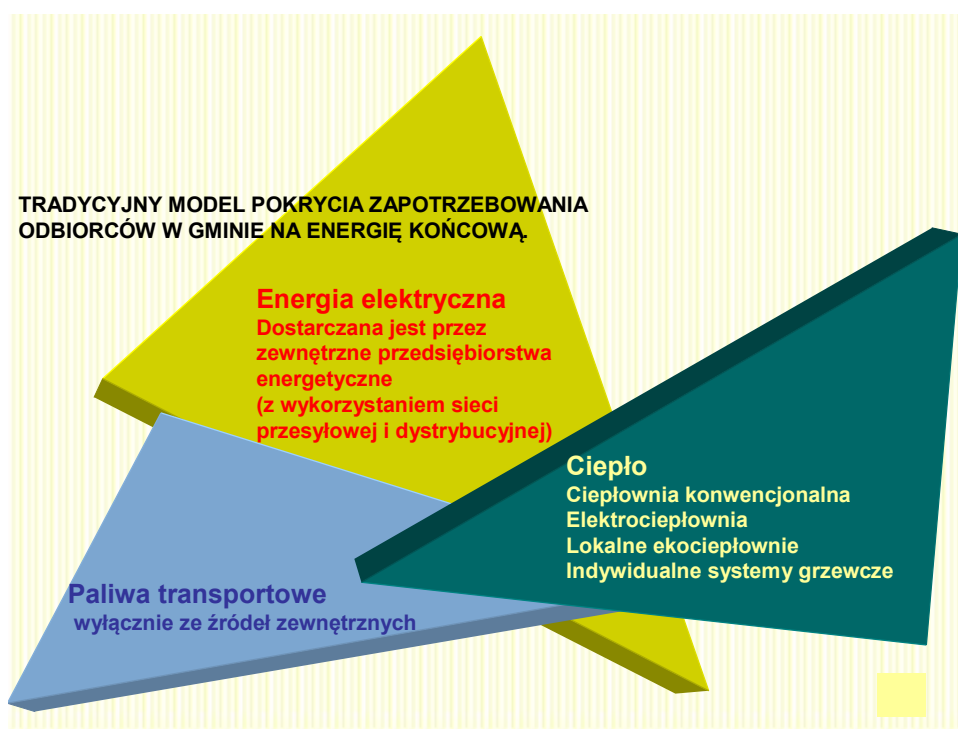 TRADYCYJNY MODEL POKRYCIA ZAPOTRZEBOWANIA
ODBIORCÓW W GMINIE NA ENERGIĘ KOŃCOWĄ.
Energia elektryczna
Dostarczana jest przez
zewnętrzne przedsiębiorstwa
energetyczne
(z wykorzystaniem sieci
przesyłowej i dystrybucyjnej)
Ciepło
Ciepłownia konwencjonalna
Elektrociepłownia
Lokalne ekociepłownie
Indywidualne systemy grzewcze
Paliwa transportowe
wyłącznie ze źródeł zewnętrznych